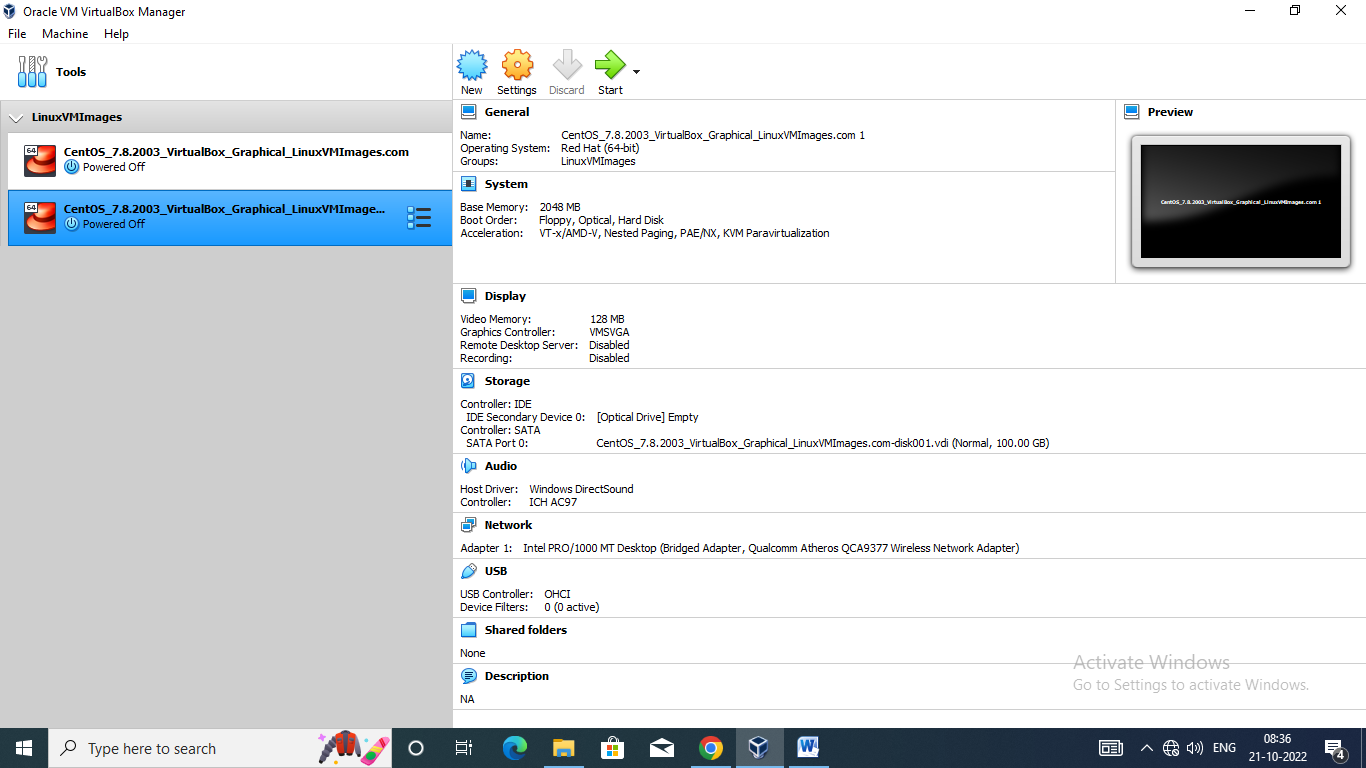 Oracle VM VirtualBox Manager
File Machine Help
Tools
New Settings Discard Start
LinuxVMImages
64
CentOS_7.8.2003_VirtualBox_Graphical_LinuxVMImages.com
Powered Off
64
CentOS_7.8.2003_VirtualBox_Graphical_LinuxVMImage...
Powered Off
General
Name: CentOS_7.8.2003_VirtualBox_Graphical_LinuxVMImages.com 1
Operating System: Red Hat (64-bit)
Groups: LinuxVMImages
Preview
CentOS_7.8.2003_VirtualBox_Graphical_LinuxVMImages.com 1
System
Base Memory: 2048 MB
Boot Order: Floppy, Optical, Hard Disk
Acceleration: VT-x/AMD-V, Nested Paging, PAE/NX, KVM Paravirtualization
Display
Video Memory: 128 MB
Graphics Controller: VMSVGA
Remote Desktop Server: Disabled
Recording: Disabled
Storage
Controller: IDE
IDE Secondary Device 0: [Optical Drive] Empty
Controller: SATA
SATA Port 0: CentOS_7.8.2003_VirtualBox_Graphical_LinuxVMImages.com-disk001.vdi (Normal, 100.00 GB)
Audio
Host Driver: Windows DirectSound
Controller: ICH AC97
Network
Adapter 1: Intel PRO/1000 MT Desktop (Bridged Adapter, Qualcomm Atheros QCA9377 Wireless Network Adapter)
USB
USB Controller: OHCI
Device Filters: 0 (0 active)
Shared folders
None
Description
NA
Activate Windows
Go to Settings to activate Windows.
Type here to search
W
ENG
08:36
21-10-2022
4